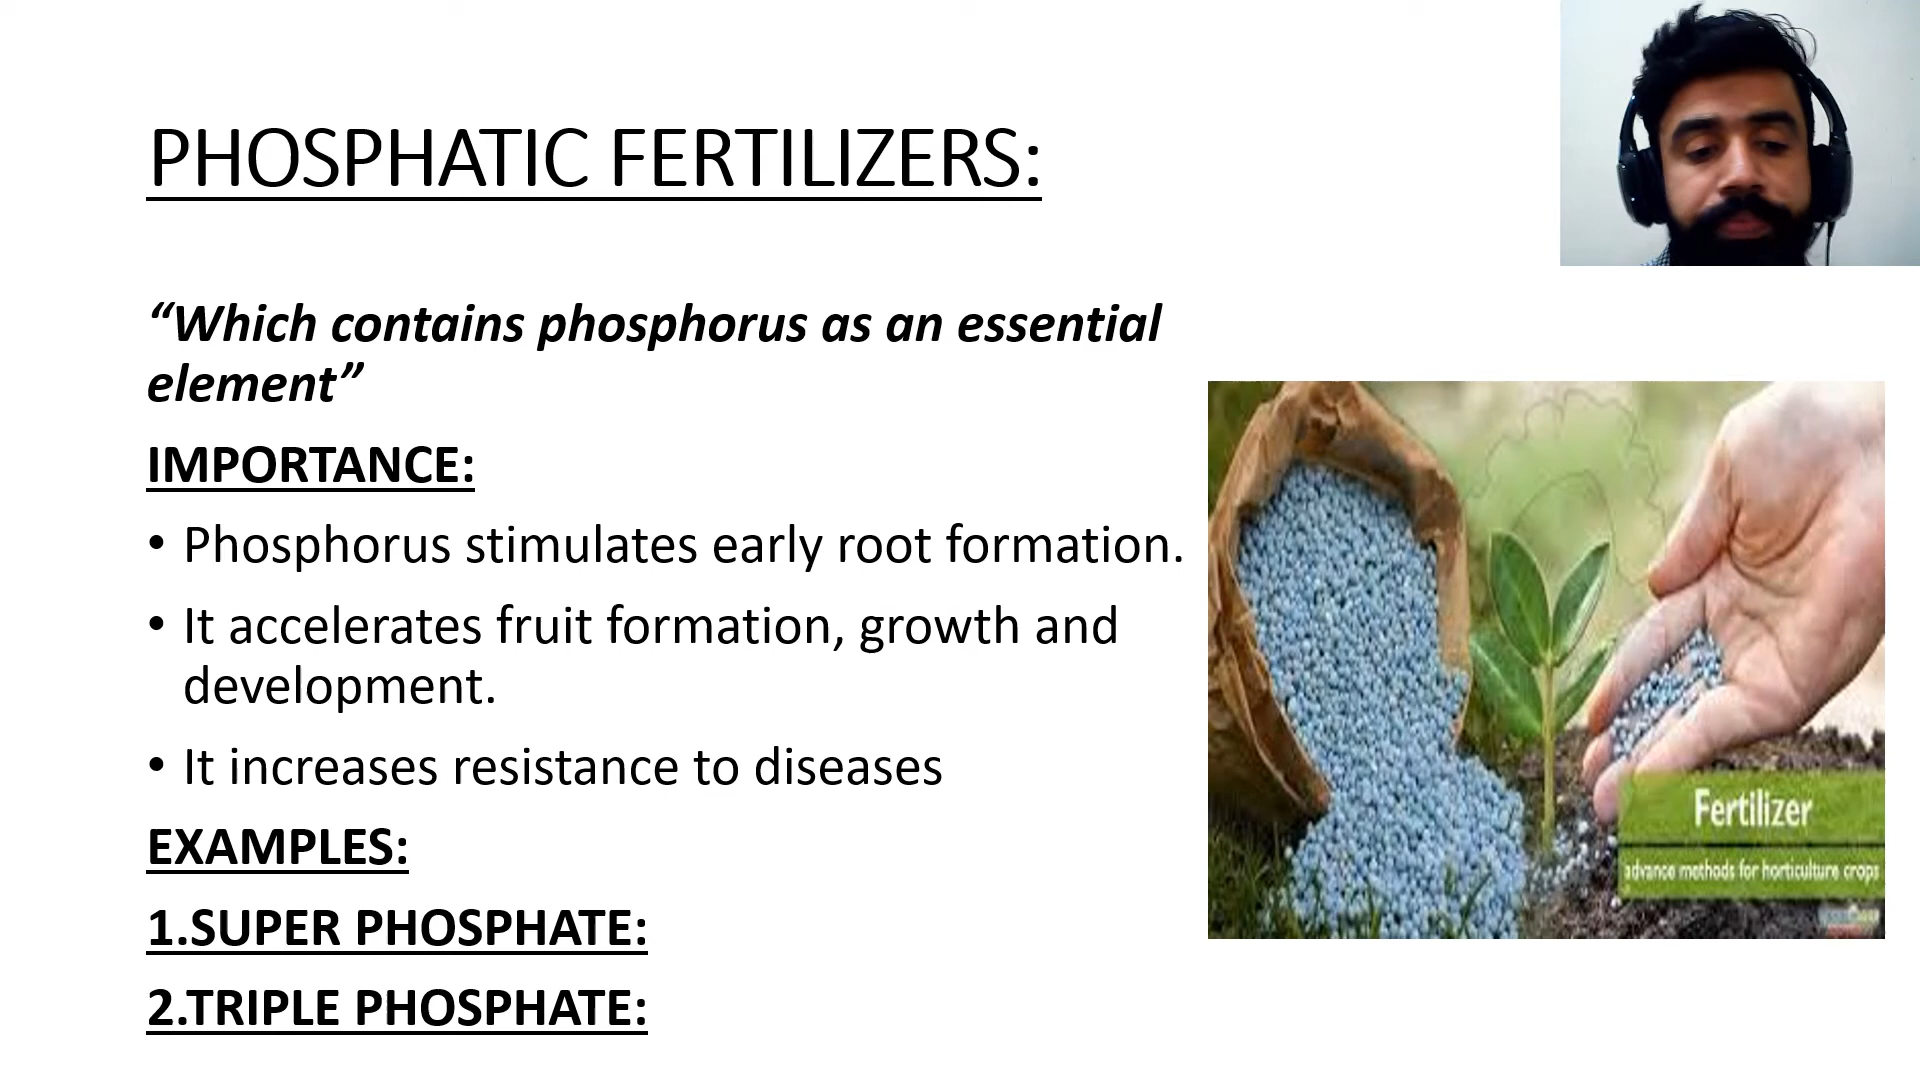 PHOSPHATIC FERTILIZERS:
“Which contains phosphorus as an essential
element”
IMPORTANCE:
• Phosphorus stimulates early root formation.
• It accelerates fruit formation, growth and
development.
• It increases resistance to diseases
EXAMPLES:
1.SUPER PHOSPHATE:
2.TRIPLE PHOSPHATE:
Fertilizer
advance methods for horticulture crops